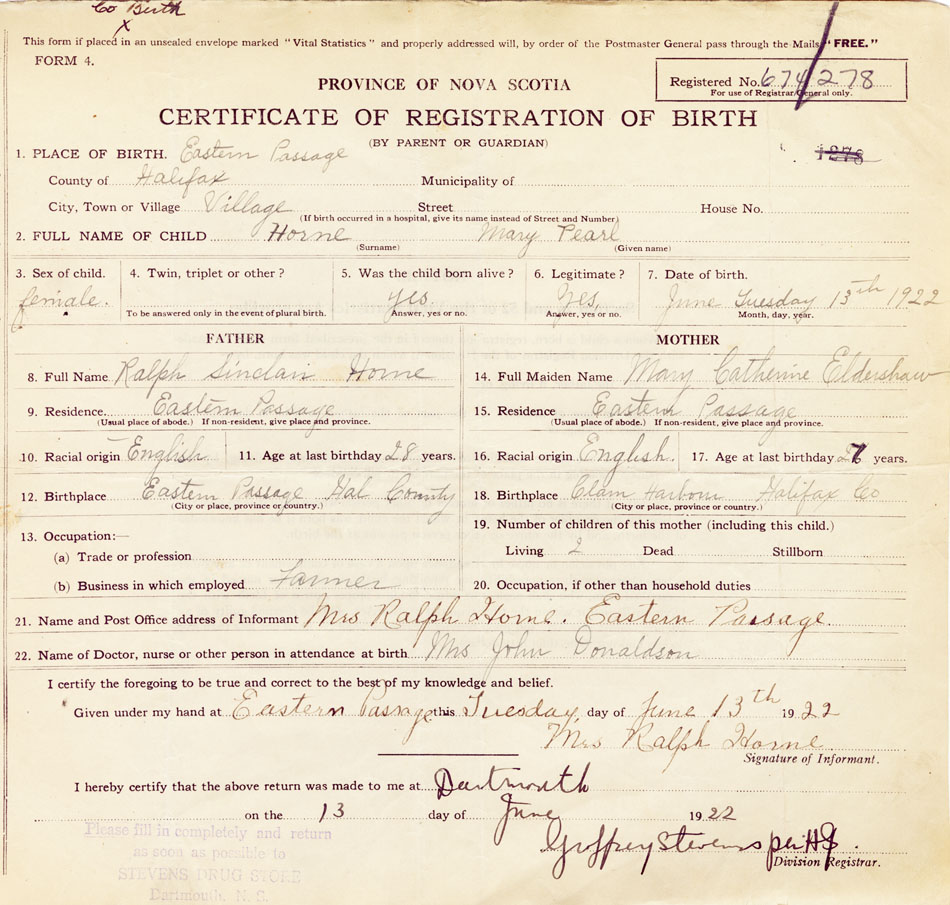 Co Birth
x
This form if placed in an unsealed envelope marked "Vital Statistics" and properly addressed will, by order of the Postmaster General pass through the Mails "FREE."
FORM 4.
PROVINCE OF NOVA SCOTIA
Registered No. 674278
For use of Registrar General only.
CERTIFICATE OF REGISTRATION OF BIRTH
(BY PARENT OR GUARDIAN)
1278
1. PLACE OF BIRTH. Eastern Passage
County of Halifax Municipality of
City, Town or Village Village Street House No.
(If birth occurred in a hospital, give its name instead of Street and Number)
2. FULL NAME OF CHILD Horne Mary Pearl
(Surname) (Given name)
3. Sex of child. 4. Twin, triplet or other? 5. Was the child born alive? 6. Legitimate? 7. Date of birth.
female. yes Yes, June Tuesday 13th 1922
To be answered only in the event of plural birth. Answer, yes or no. Answer, yes or no. Month, day, year.
FATHER MOTHER
8. Full Name Ralph Sinclair Horne 14. Full Maiden Name Mary Catherine Eldershaw
9. Residence Eastern Passage 15. Residence Eastern Passage
(Usual place of abode.) If non-resident, give place and province. (Usual place of abode.) If non-resident, give place and province.
10. Racial origin English 11. Age at last birthday 28 years. 16. Racial origin English. 17. Age at last birthday 27 years.
12. Birthplace Eastern Passage Hal County 18. Birthplace Clam Harbour Halifax Co
(City or place, province or country.) (City or place, province or country.)
19. Number of children of this mother (including this child.)
13. Occupation:—
(a) Trade or profession Living 2 Dead Stillborn
(b) Business in which employed Farmer 20. Occupation, if other than household duties
21. Name and Post Office address of Informant Mrs Ralph Horne. Eastern Passage.
22. Name of Doctor, nurse or other person in attendance at birth Mrs John Donaldson
I certify the foregoing to be true and correct to the best of my knowledge and belief.
Given under my hand at Eastern Passage this Tuesday, day of June 13th 1922
Mrs Ralph Horne
Signature of Informant.
I hereby certify that the above return was made to me at Dartmouth
on the 13 day of June 1922
Geoffrey Stevens per HS
Division Registrar.
Please fill in completely and return
as soon as possible to
STEVENS DRUG STORE
Dartmouth, N. S.